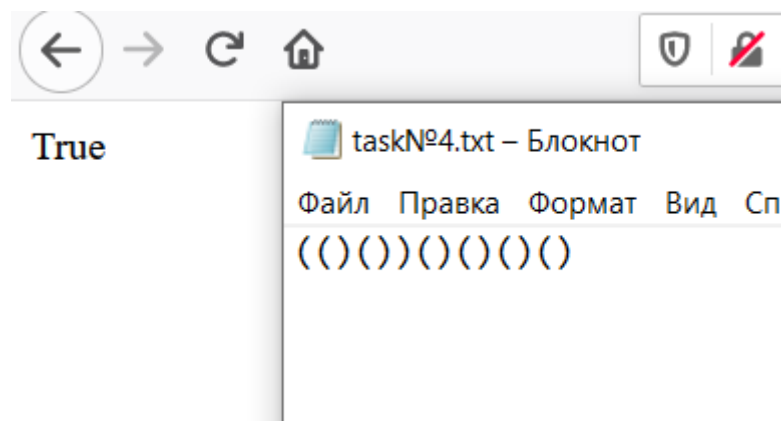 True
task№4.txt – Блокнот
Файл Правка Формат Вид Сп
(()())()()()()